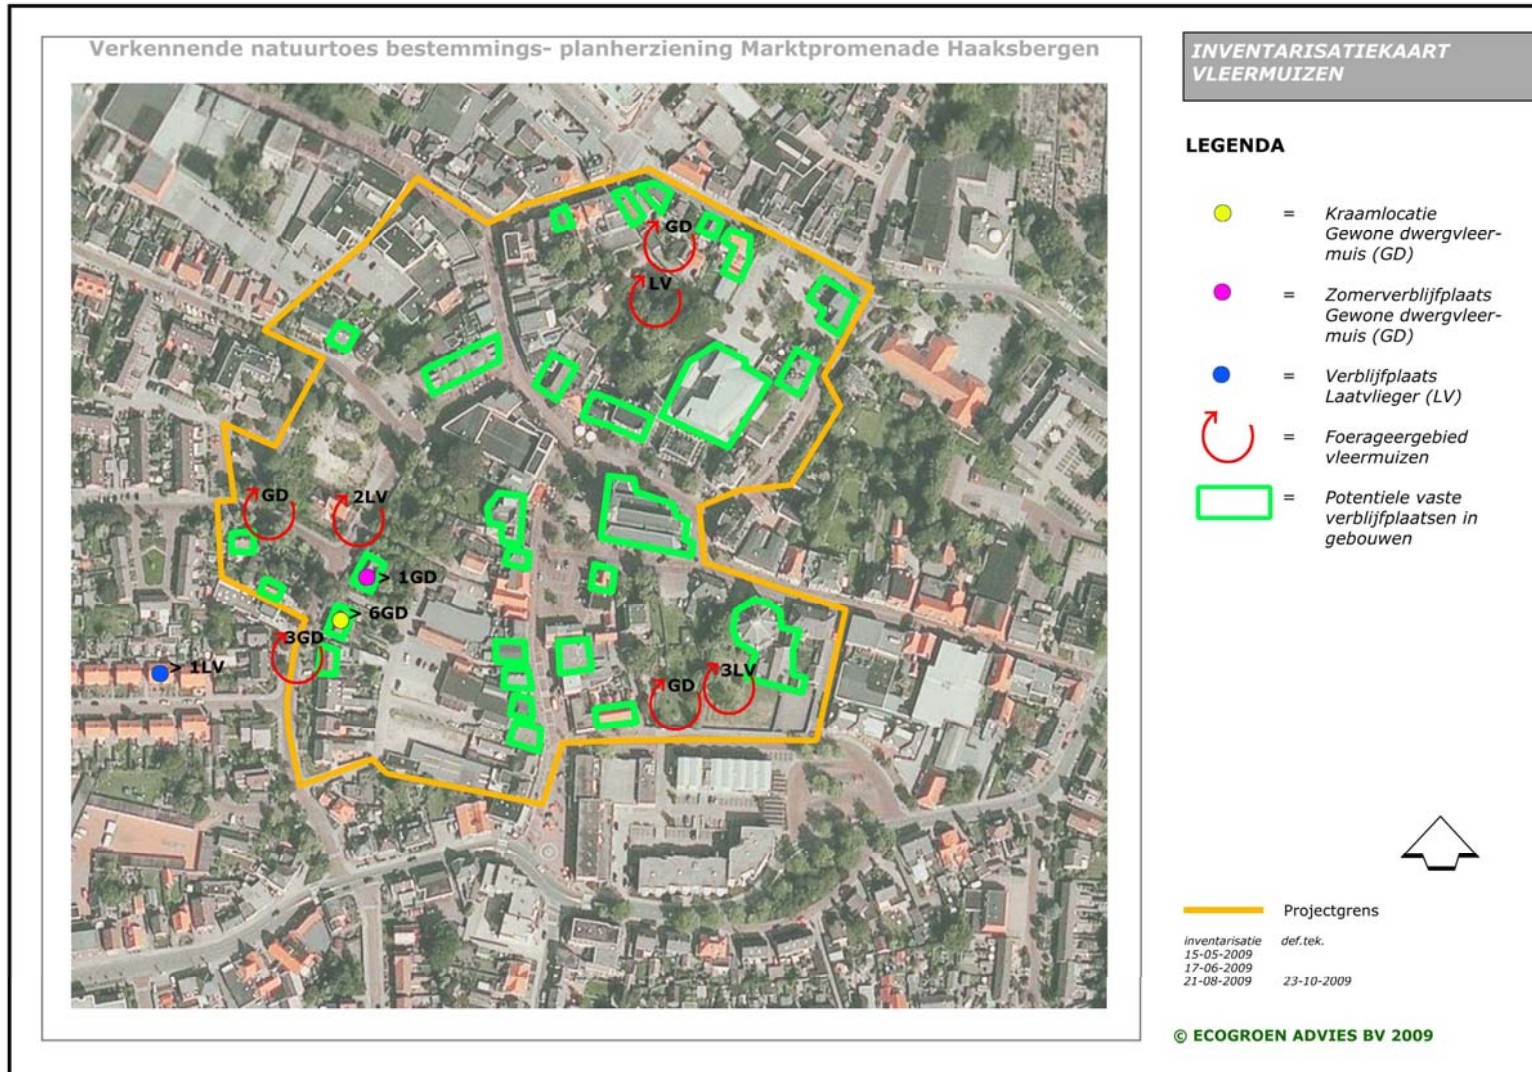 Verkennende natuurtoes bestemmings- planherziening Marktpromenade Haaksbergen
INVENTARISATIEKAART
VLEERMUIZEN
LEGENDA
= Kraamlocatie
Gewone dwergvleer-
muis (GD)
= Zomerverblijfplaats
Gewone dwergvleer-
muis (GD)
= Verblijfplaats
Laatvlieger (LV)
= Foerageergebied
vleermuizen
= Potentiele vaste
verblijfplaatsen in
gebouwen
GD
LV
GD
2LV
> 1GD
> 6GD
3GD
> 1LV
3LV
GD
Projectgrens
inventarisatie def.tek.
15-05-2009
17-06-2009
21-08-2009 23-10-2009
© ECOGROEN ADVIES BV 2009